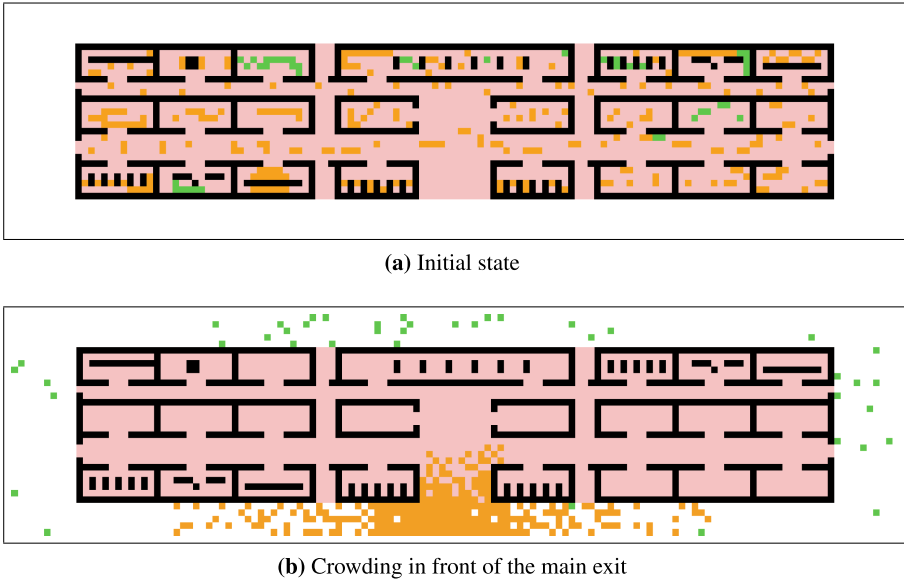 (a) Initial state
(b) Crowding in front of the main exit